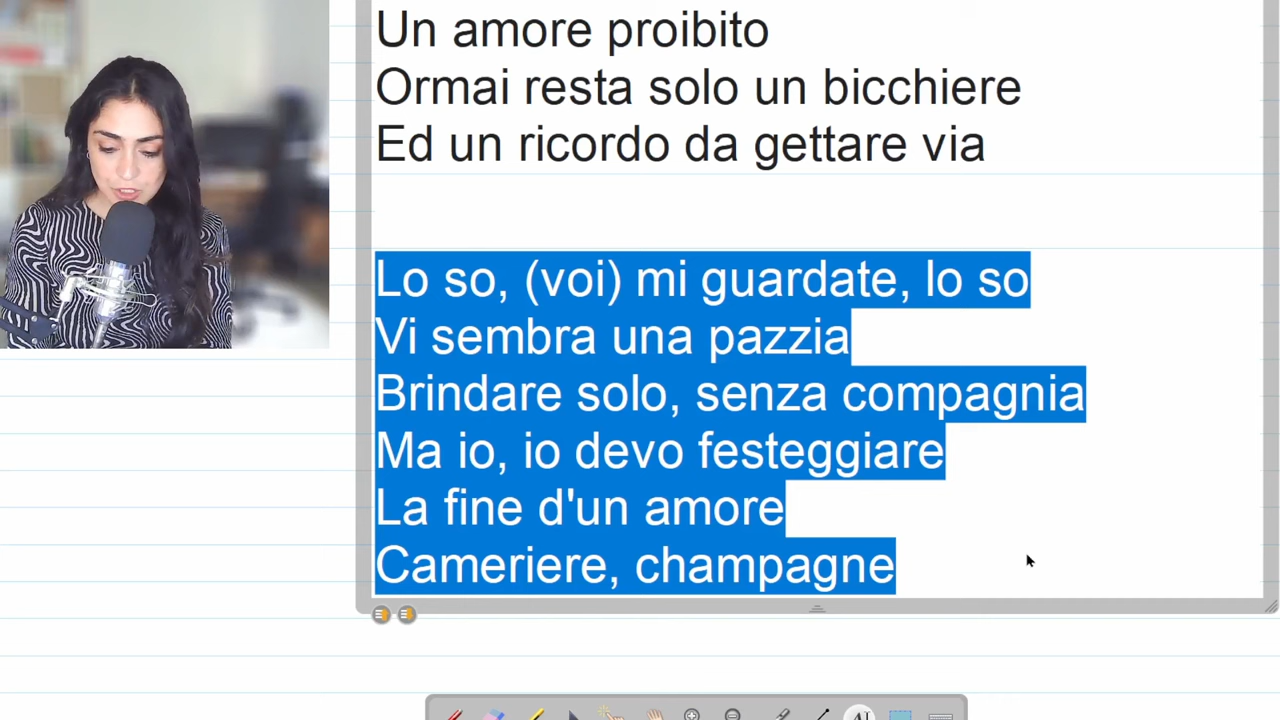 Un amore proibito
Ormai resta solo un bicchiere
Ed un ricordo da gettare via
Lo so, (voi) mi guardate, lo so
Vi sembra una pazzia
Brindare solo, senza compagnia
Ma io, io devo festeggiare
La fine d'un amore
Cameriere, champagne